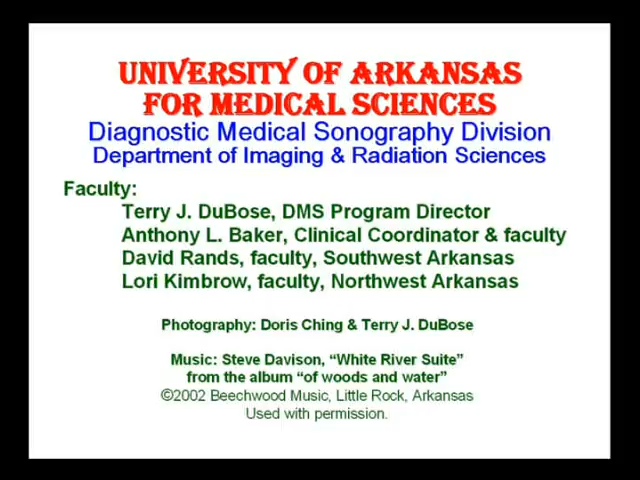 UNIVERSITY OF ARKANSAS
FOR MEDICAL SCIENCES
Diagnostic Medical Sonography Division
Department of Imaging & Radiation Sciences
Faculty:
Terry J. DuBose, DMS Program Director
Anthony L. Baker, Clinical Coordinator & faculty
David Rands, faculty, Southwest Arkansas
Lori Kimbrow, faculty, Northwest Arkansas
Photography: Doris Ching & Terry J. DuBose
Music: Steve Davison, “White River Suite”
from the album “of woods and water”
©2002 Beechwood Music, Little Rock, Arkansas
Used with permission.